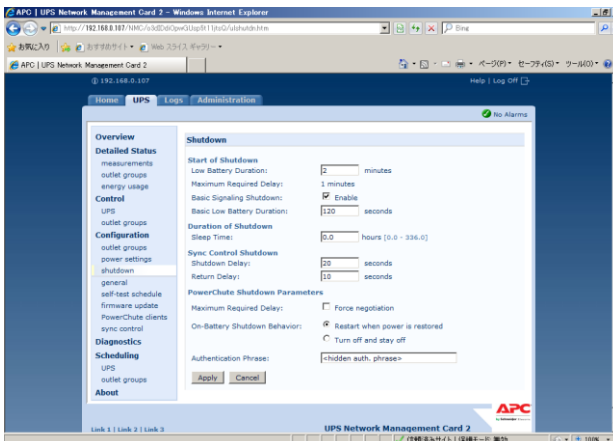 APC | UPS Network Management Card 2 - Windows Internet Explorer
Bing
お気に入り おすすめサイト Web スライス ギャラリー
APC | UPS Network Management Card 2
ページ(P) セーフティ(S) ツール(O)
192.168.0.107
Help | Log Off
Home UPS Logs Administration
No Alarms
Overview
Detailed Status
measurements
outlet groups
energy usage
Control
UPS
outlet groups
Configuration
outlet groups
power settings
shutdown
general
self-test schedule
firmware update
PowerChute clients
sync control
Diagnostics
Scheduling
UPS
outlet groups
About
Shutdown
Start of Shutdown
Low Battery Duration: 2 minutes
Maximum Required Delay: 1 minutes
Basic Signaling Shutdown: Enable
Basic Low Battery Duration: 120 seconds
Duration of Shutdown
Sleep Time: 0.0 hours [0.0 - 336.0]
Sync Control Shutdown
Shutdown Delay: 20 seconds
Return Delay: 10 seconds
PowerChute Shutdown Parameters
Maximum Required Delay: Force negotiation
On-Battery Shutdown Behavior: Restart when power is restored
Turn off and stay off
Authentication Phrase: <hidden auth. phrase>
Apply Cancel
APC
Link 1 | Link 2 | Link 3
UPS Network Management Card 2
100%